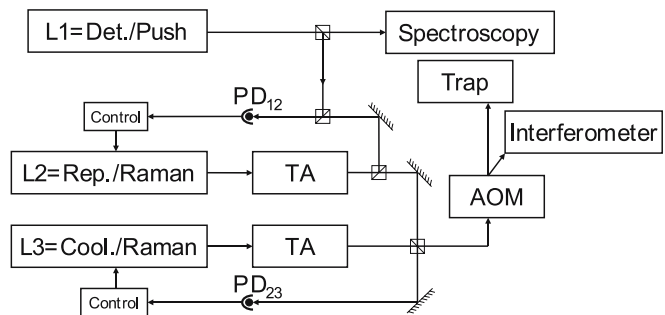 L1=Det./Push
Spectroscopy
Trap
PD12
Control
Interferometer
L2=Rep./Raman
TA
AOM
L3=Cool./Raman
TA
PD23
Control